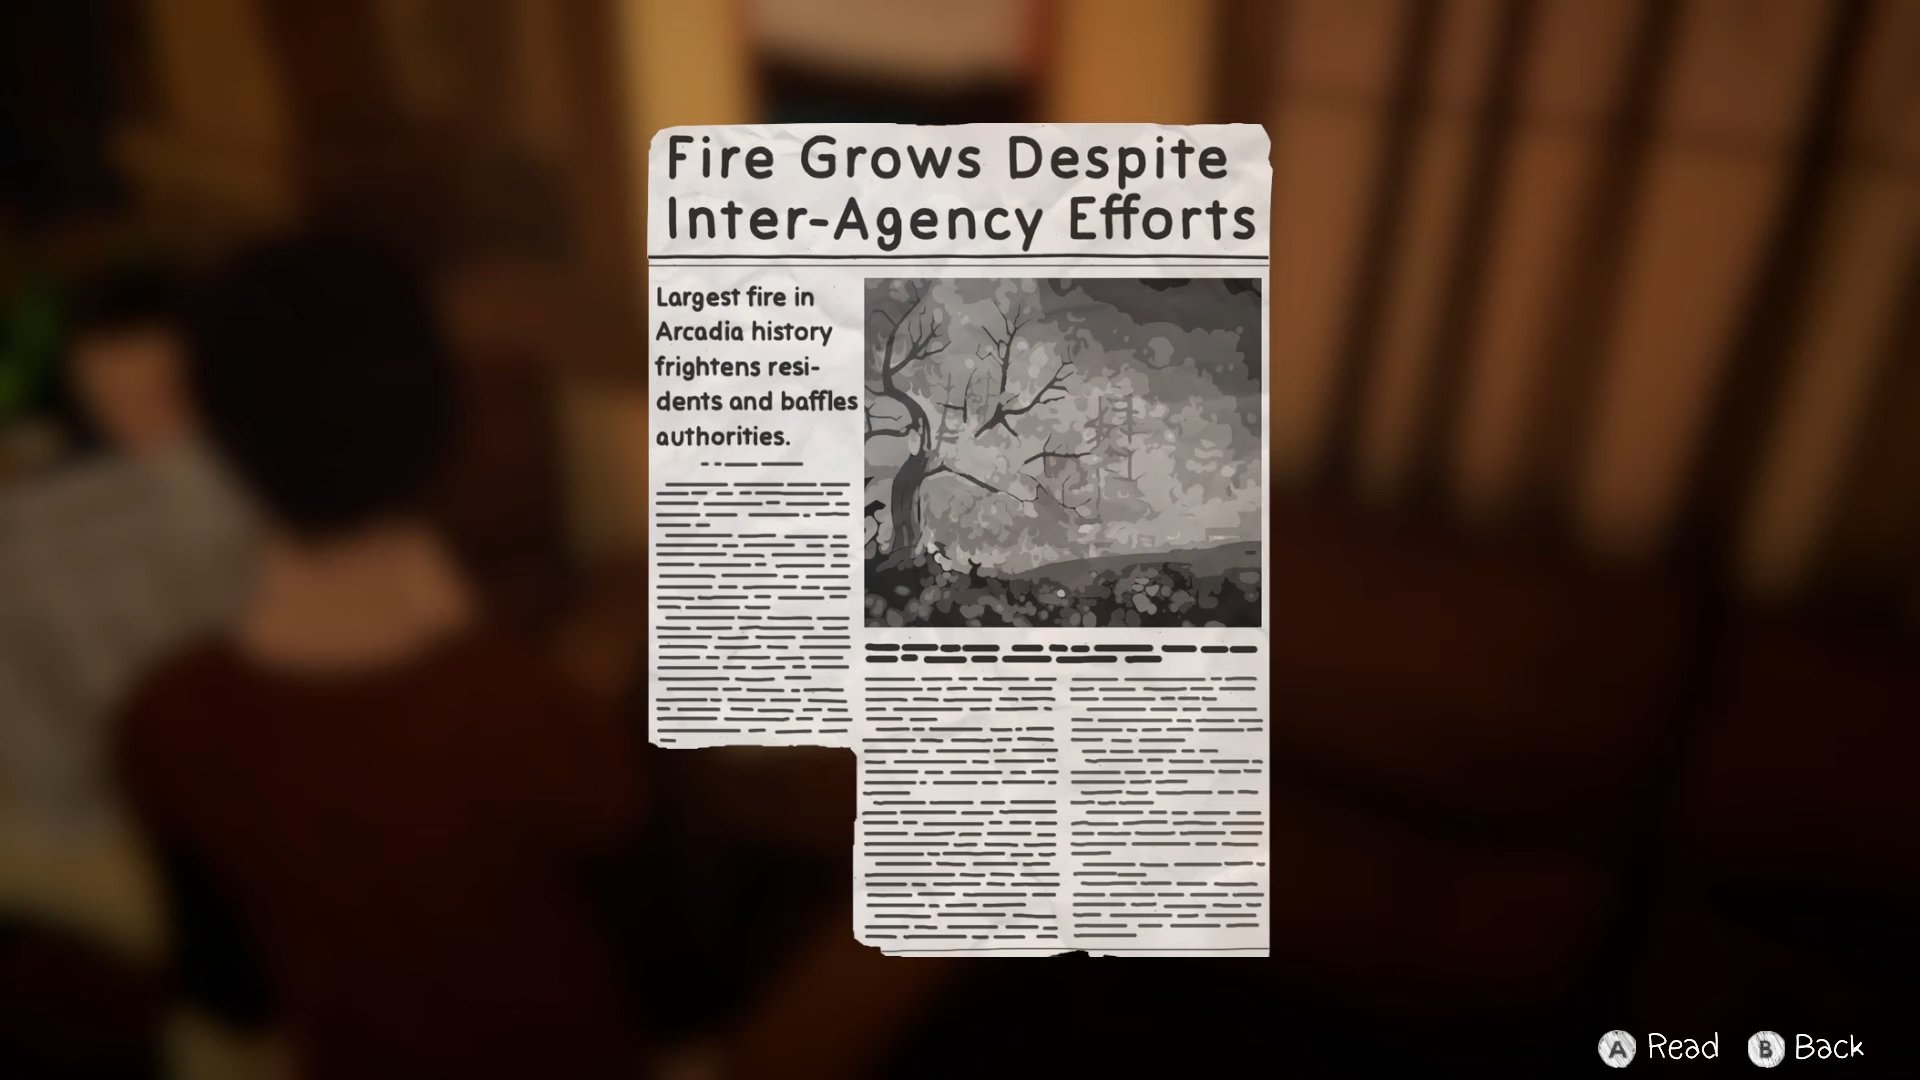 Fire Grows Despite
Inter-Agency Efforts
Largest fire in
Arcadia history
frightens resi-
dents and baffles
authorities.
A Read B Back